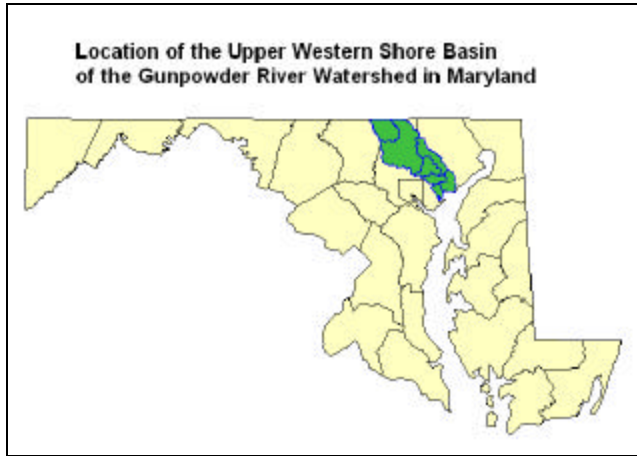 Location of the Upper Western Shore Basin
of the Gunpowder River Watershed in Maryland